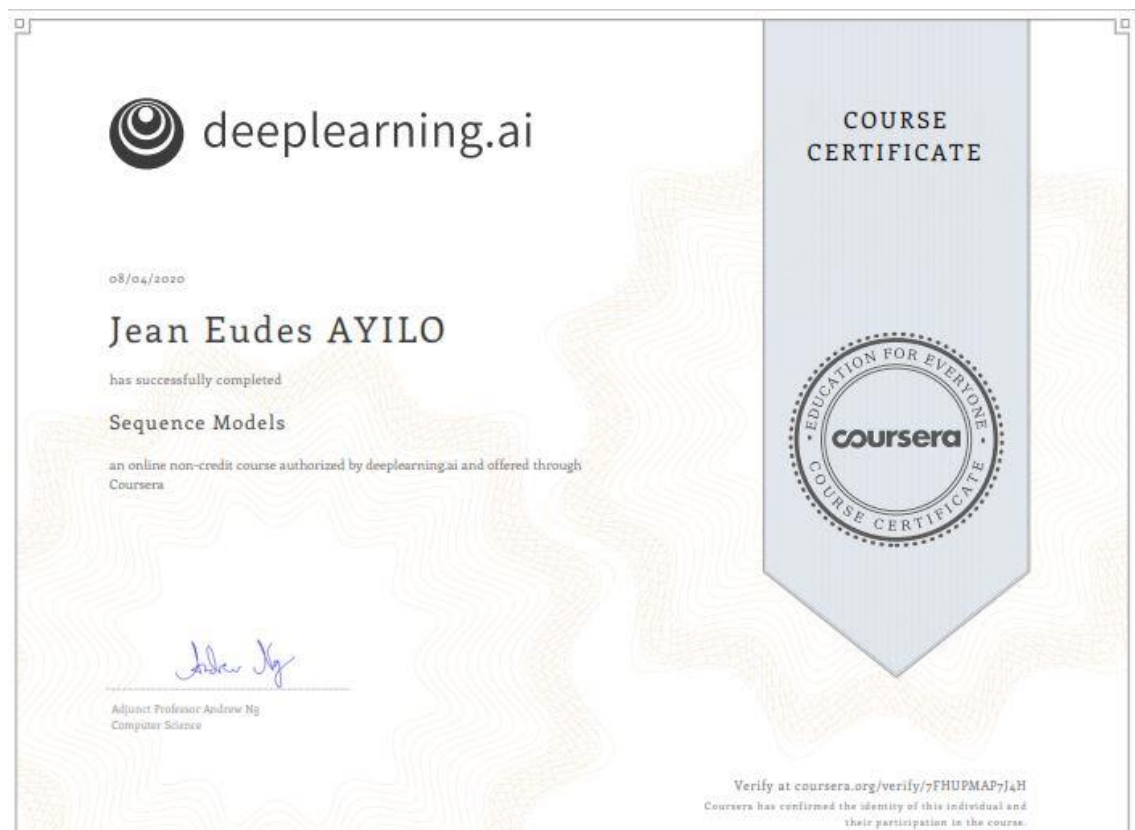 deeplearning.ai
COURSE
CERTIFICATE
08/04/2020
Jean Eudes AYILO
has successfully completed
Sequence Models
an online non-credit course authorized by deeplearning.ai and offered through
Coursera
EDUCATION FOR EVERYONE
coursera
COURSE CERTIFICATE
Andrew Ng
Adjunct Professor Andrew Ng
Computer Science
Verify at coursera.org/verify/7FHUPMAP7J4H
Coursera has confirmed the identity of this individual and
their participation in the course.